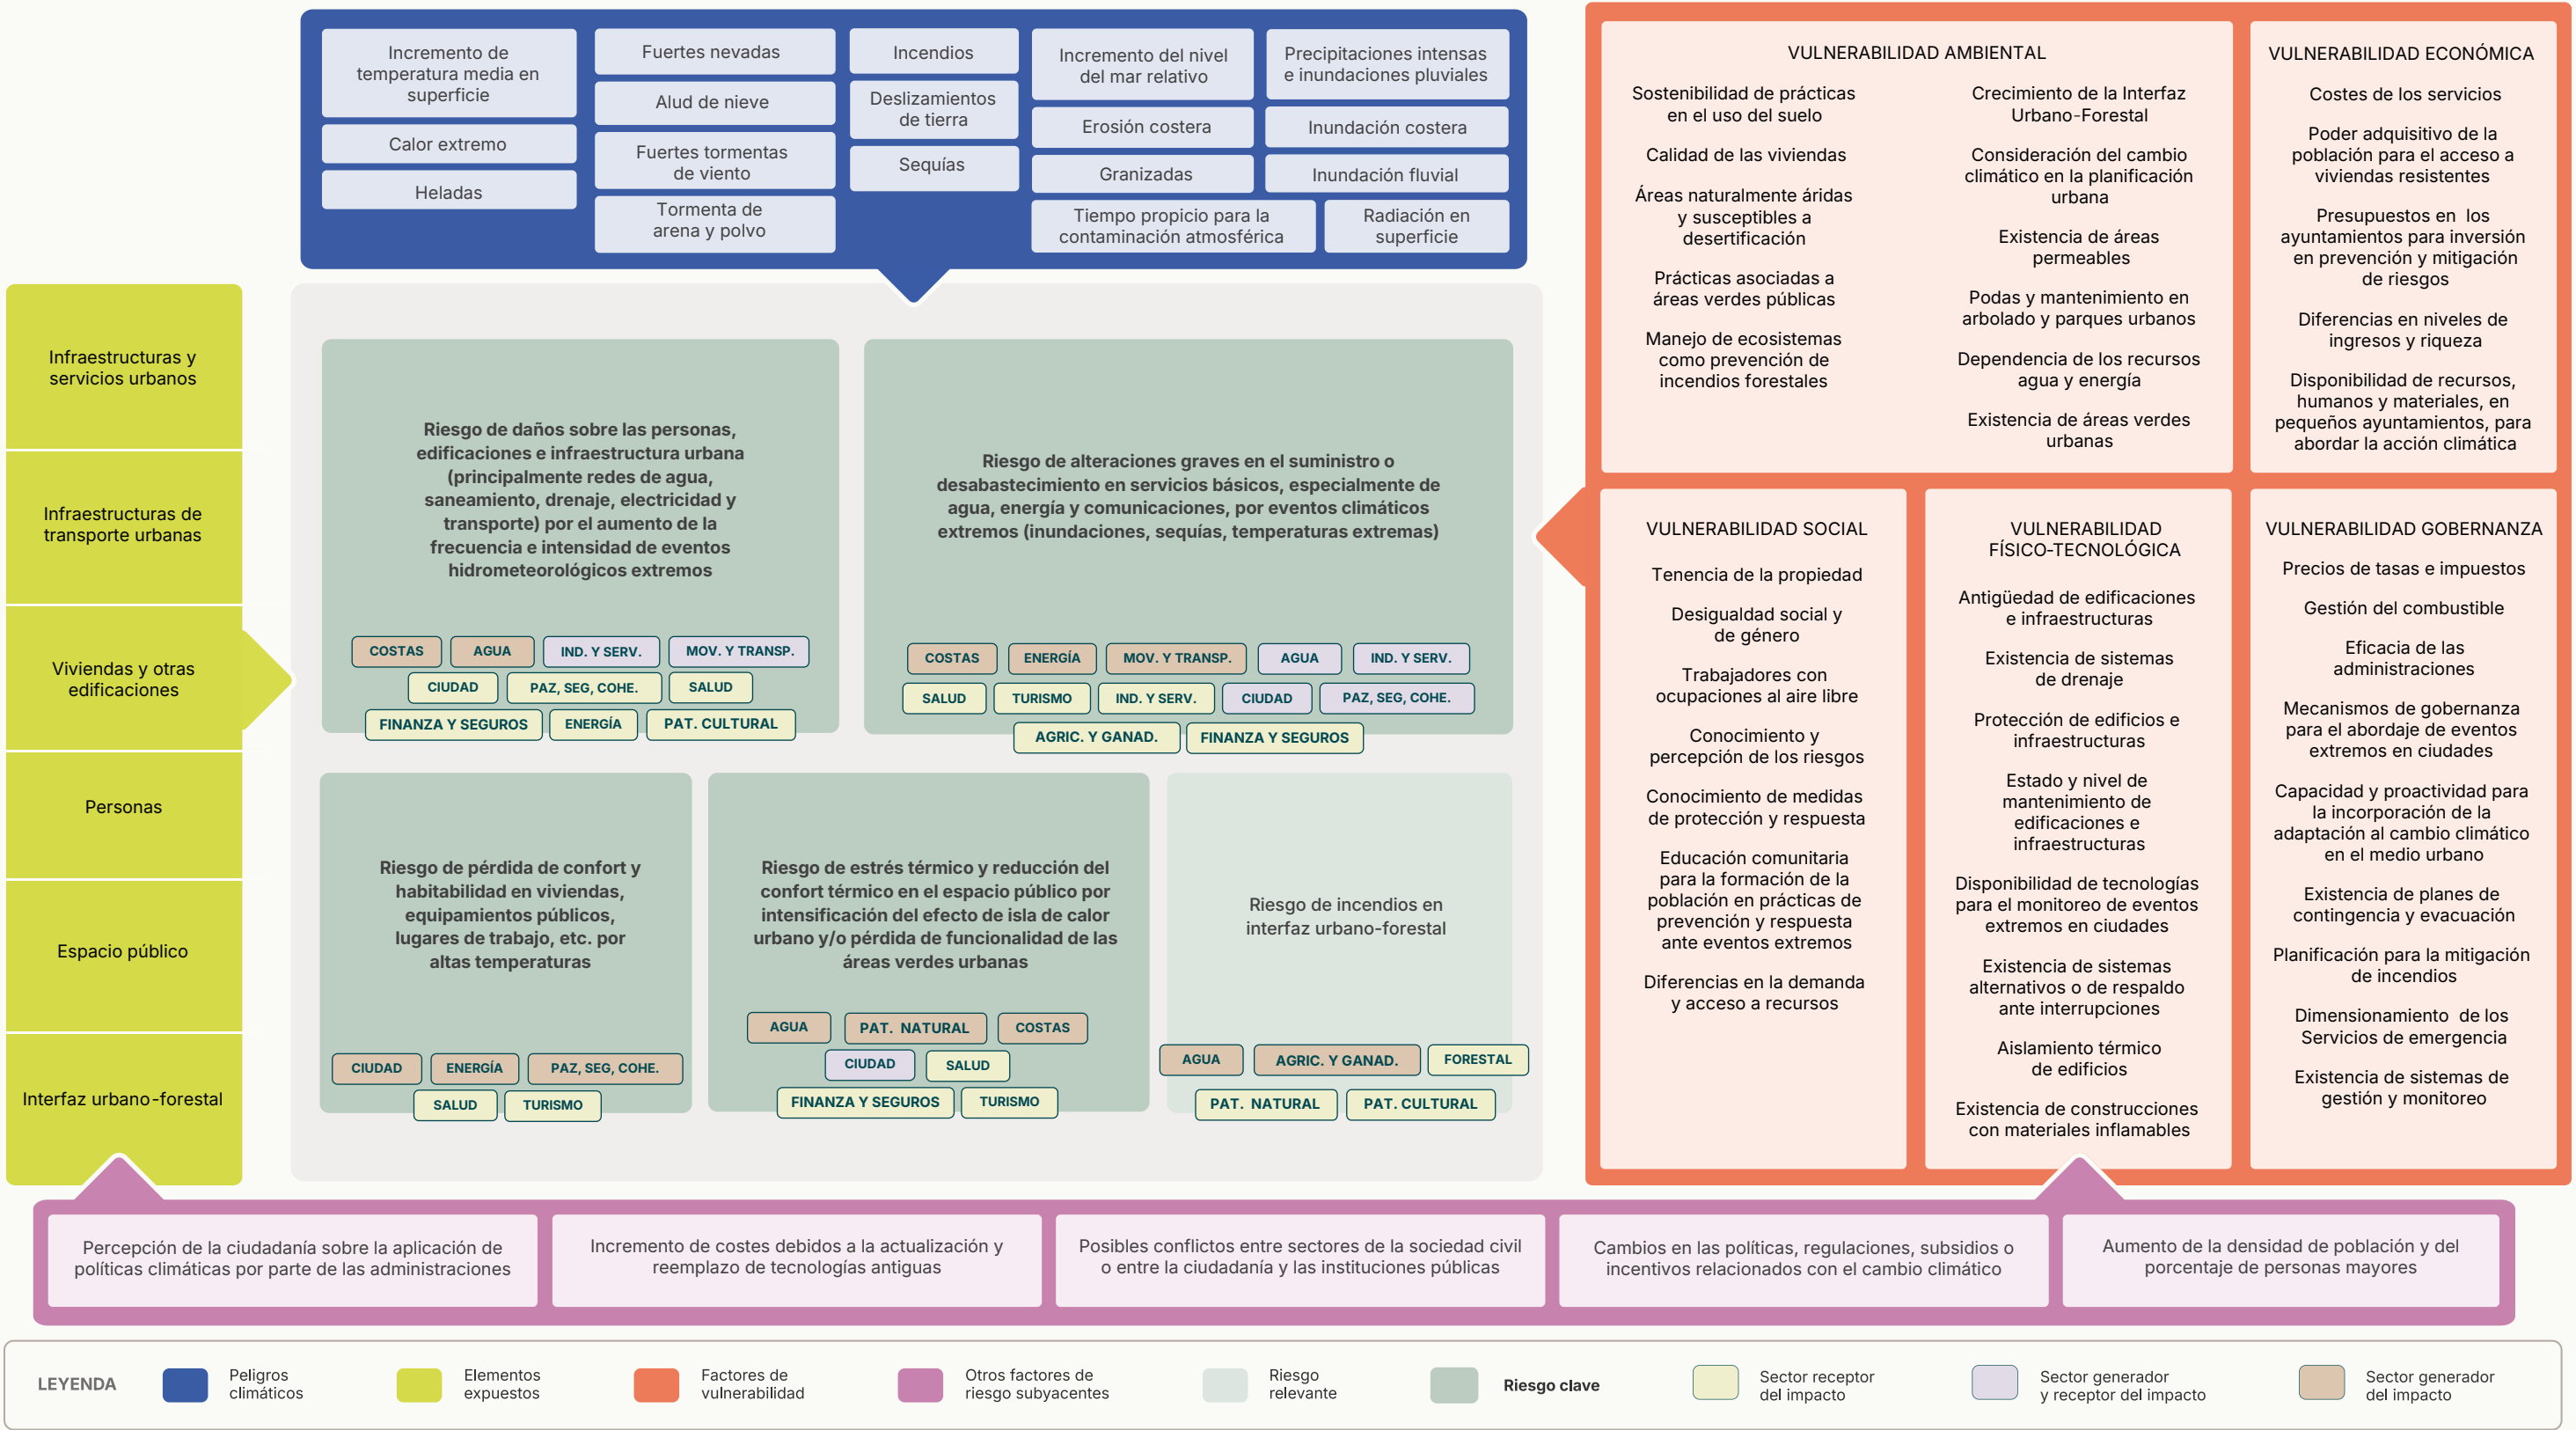 Incremento de
temperatura media en
superficie
Calor extremo
Heladas
Fuertes nevadas
Alud de nieve
Fuertes tormentas
de viento
Tormenta de
arena y polvo
Incendios
Deslizamientos
de tierra
Sequías
Incremento del nivel
del mar relativo
Erosión costera
Granizadas
Precipitaciones intensas
e inundaciones pluviales
Inundación costera
Inundación fluvial
Tiempo propicio para la
contaminación atmosférica
Radiación en
superficie
Infraestructuras y
servicios urbanos
Infraestructuras de
transporte urbanas
Viviendas y otras
edificaciones
Personas
Espacio público
Interfaz urbano-forestal
Riesgo de daños sobre las personas,
edificaciones e infraestructura urbana
(principalmente redes de agua,
saneamiento, drenaje, electricidad y
transporte) por el aumento de la
frecuencia e intensidad de eventos
hidrometeorológicos extremos
COSTAS
AGUA
IND. Y SERV.
MOV. Y TRANSP.
CIUDAD
PAZ, SEG, COHE.
SALUD
FINANZA Y SEGUROS
ENERGÍA
PAT. CULTURAL
Riesgo de alteraciones graves en el suministro o
desabastecimiento en servicios básicos, especialmente de
agua, energía y comunicaciones, por eventos climáticos
extremos (inundaciones, sequías, temperaturas extremas)
COSTAS
ENERGÍA
MOV. Y TRANSP.
AGUA
IND. Y SERV.
SALUD
TURISMO
IND. Y SERV.
CIUDAD
PAZ, SEG, COHE.
AGRIC. Y GANAD.
FINANZA Y SEGUROS
Riesgo de pérdida de confort y
habitabilidad en viviendas,
equipamientos públicos,
lugares de trabajo, etc. por
altas temperaturas
CIUDAD
ENERGÍA
PAZ, SEG, COHE.
SALUD
TURISMO
Riesgo de estrés térmico y reducción del
confort térmico en el espacio público por
intensificación del efecto de isla de calor
urbano y/o pérdida de funcionalidad de las
áreas verdes urbanas
AGUA
PAT. NATURAL
COSTAS
CIUDAD
SALUD
FINANZA Y SEGUROS
TURISMO
Riesgo de incendios en
interfaz urbano-forestal
AGUA
AGRIC. Y GANAD.
FORESTAL
PAT. NATURAL
PAT. CULTURAL
VULNERABILIDAD AMBIENTAL
Sostenibilidad de prácticas
en el uso del suelo
Calidad de las viviendas
Áreas naturalmente áridas
y susceptibles a
desertificación
Prácticas asociadas a
áreas verdes públicas
Manejo de ecosistemas
como prevención de
incendios forestales
Crecimiento de la Interfaz
Urbano-Forestal
Consideración del cambio
climático en la planificación
urbana
Existencia de áreas
permeables
Podas y mantenimiento en
arbolado y parques urbanos
Dependencia de los recursos
agua y energía
Existencia de áreas verdes
urbanas
VULNERABILIDAD ECONÓMICA
Costes de los servicios
Poder adquisitivo de la
población para el acceso a
viviendas resistentes
Presupuestos en los
ayuntamientos para inversión
en prevención y mitigación
de riesgos
Diferencias en niveles de
ingresos y riqueza
Disponibilidad de recursos,
humanos y materiales, en
pequeños ayuntamientos, para
abordar la acción climática
VULNERABILIDAD SOCIAL
Tenencia de la propiedad
Desigualdad social y
de género
Trabajadores con
ocupaciones al aire libre
Conocimiento y
percepción de los riesgos
Conocimiento de medidas
de protección y respuesta
Educación comunitaria
para la formación de la
población en prácticas de
prevención y respuesta
ante eventos extremos
Diferencias en la demanda
y acceso a recursos
VULNERABILIDAD
FÍSICO-TECNOLÓGICA
Antigüedad de edificaciones
e infraestructuras
Existencia de sistemas
de drenaje
Protección de edificios e
infraestructuras
Estado y nivel de
mantenimiento de
edificaciones e
infraestructuras
Disponibilidad de tecnologías
para el monitoreo de eventos
extremos en ciudades
Existencia de sistemas
alternativos o de respaldo
ante interrupciones
Aislamiento térmico
de edificios
Existencia de construcciones
con materiales inflamables
VULNERABILIDAD GOBERNANZA
Precios de tasas e impuestos
Gestión del combustible
Eficacia de las
administraciones
Mecanismos de gobernanza
para el abordaje de eventos
extremos en ciudades
Capacidad y proactividad para
la incorporación de la
adaptación al cambio climático
en el medio urbano
Existencia de planes de
contingencia y evacuación
Planificación para la mitigación
de incendios
Dimensionamiento de los
Servicios de emergencia
Existencia de sistemas de
gestión y monitoreo
Percepción de la ciudadanía sobre la aplicación de
políticas climáticas por parte de las administraciones
Incremento de costes debidos a la actualización y
reemplazo de tecnologías antiguas
Posibles conflictos entre sectores de la sociedad civil
o entre la ciudadanía y las instituciones públicas
Cambios en las políticas, regulaciones, subsidios o
incentivos relacionados con el cambio climático
Aumento de la densidad de población y del
porcentaje de personas mayores
LEYENDA
Peligros
climáticos
Elementos
expuestos
Factores de
vulnerabilidad
Otros factores de
riesgo subyacentes
Riesgo
relevante
Riesgo clave
Sector receptor
del impacto
Sector generador
y receptor del impacto
Sector generador
del impacto